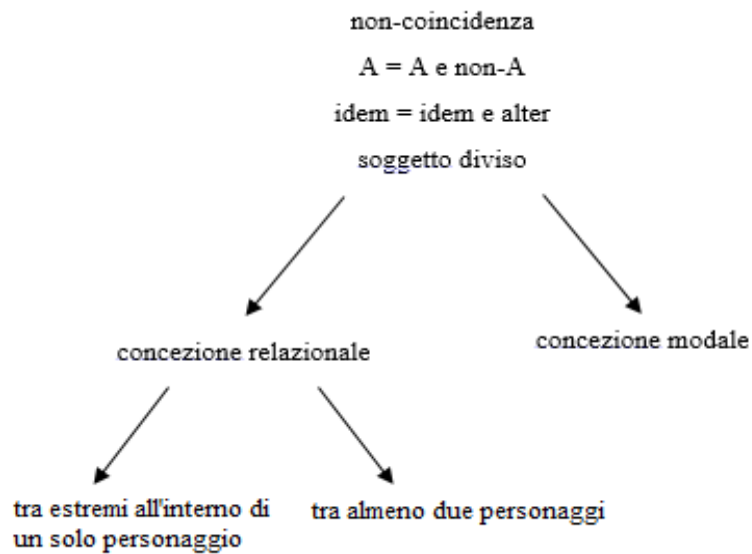 non-coincidenza
A = A e non-A
idem = idem e alter
soggetto diviso
concezione relazionale
concezione modale
tra estremi all'interno di
un solo personaggio
tra almeno due personaggi